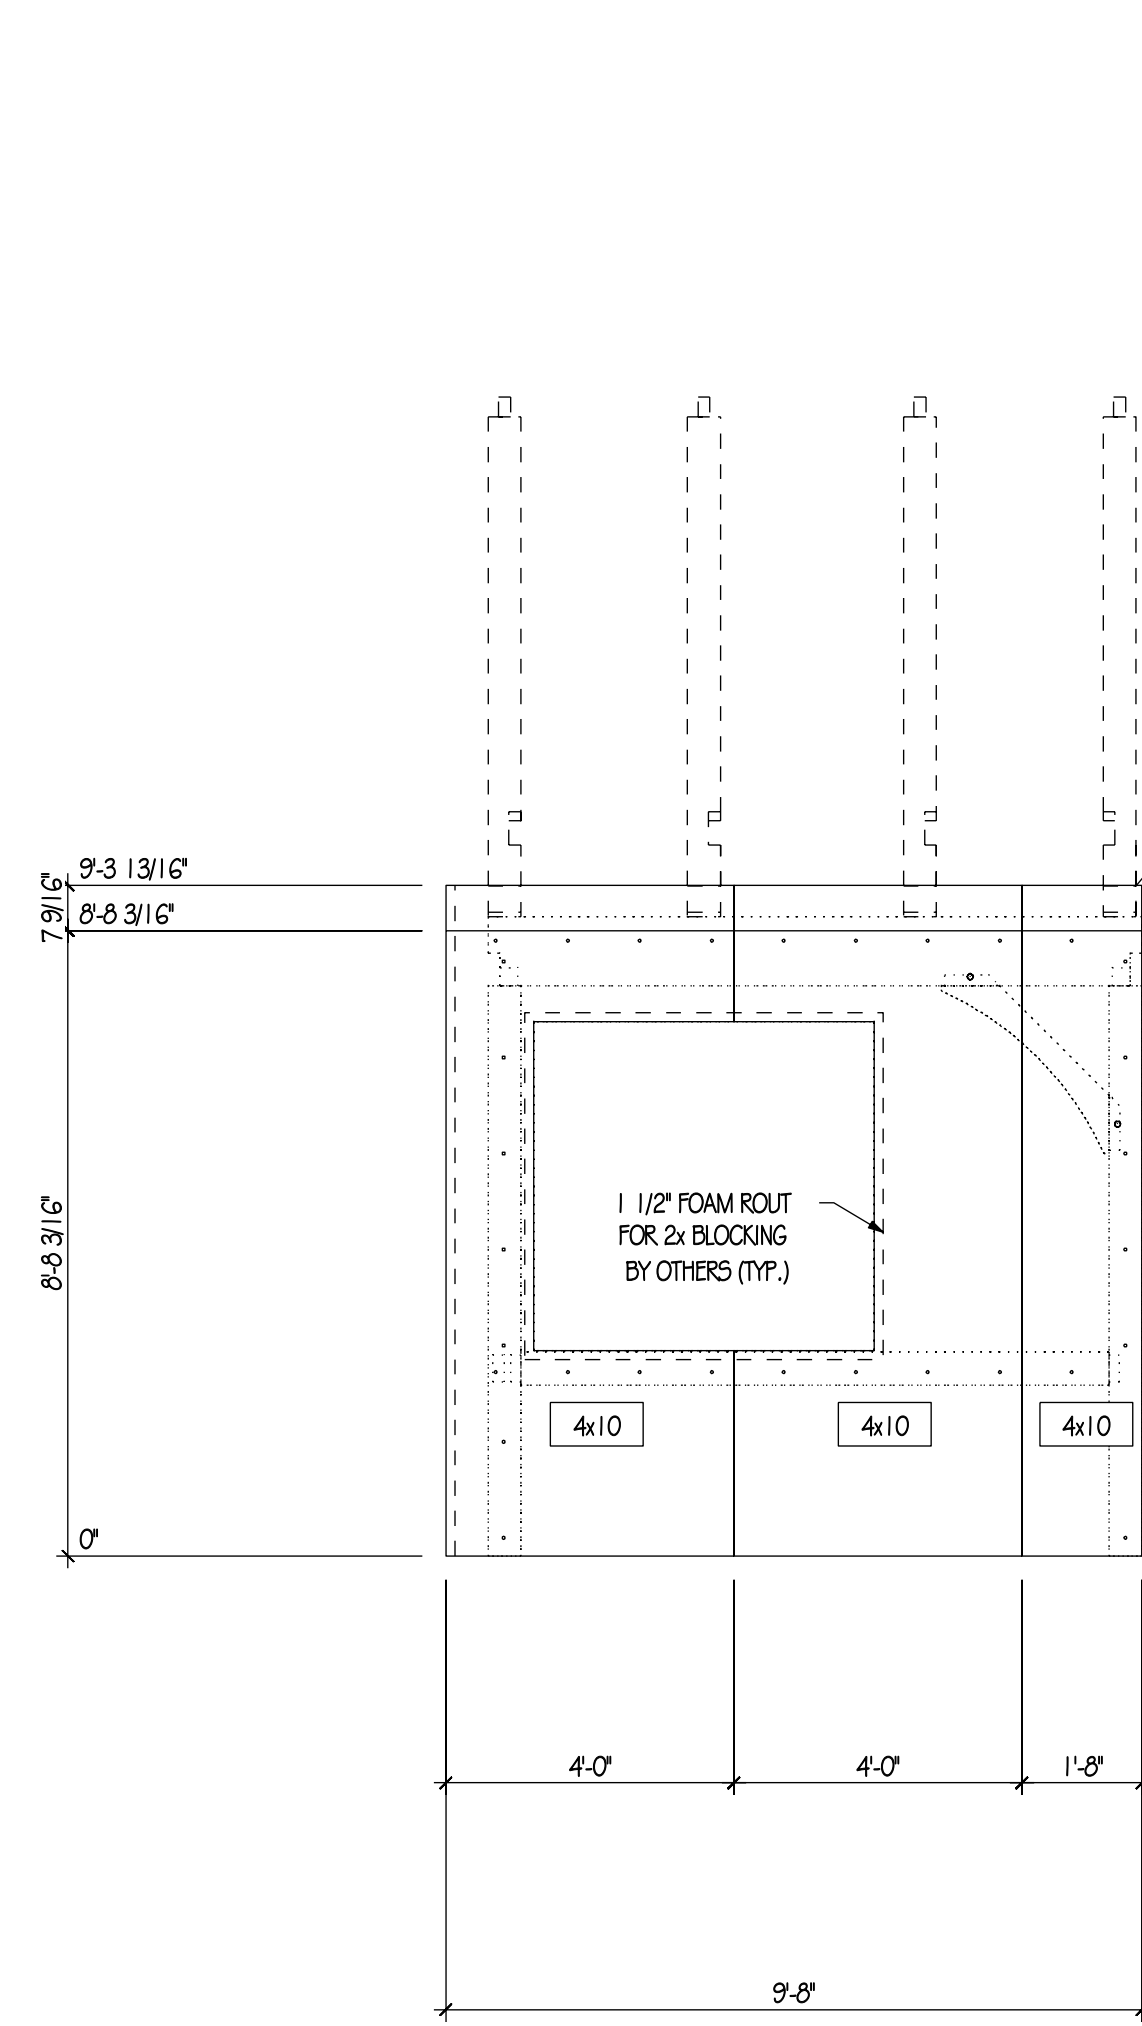 9'-3 13/16"
7 9/16"
8'-8 3/16"
8'-8 3/16"
1 1/2" FOAM ROUT
FOR 2x BLOCKING
BY OTHERS (TYP.)
4x10
4x10
4x10
0"
4'-0"
4'-0"
1'-8"
9'-8"